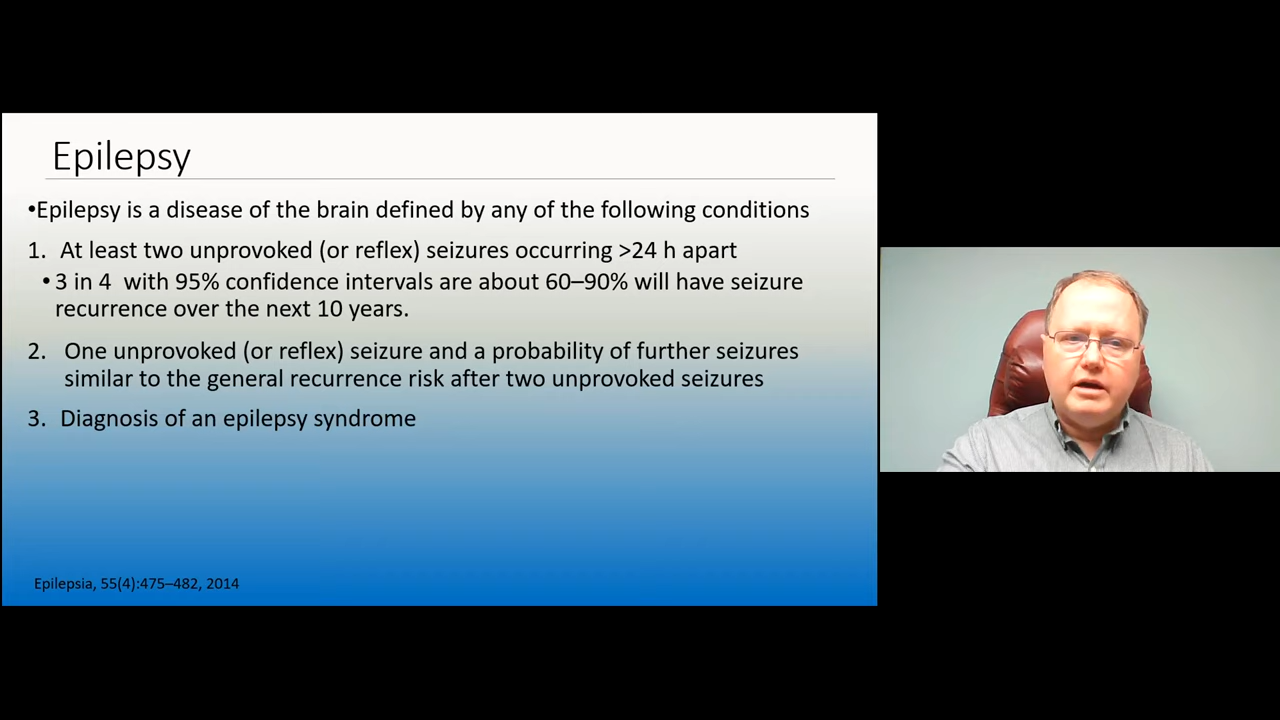 Epilepsy
•Epilepsy is a disease of the brain defined by any of the following conditions
1. At least two unprovoked (or reflex) seizures occurring >24 h apart
• 3 in 4 with 95% confidence intervals are about 60–90% will have seizure
recurrence over the next 10 years.
2. One unprovoked (or reflex) seizure and a probability of further seizures
similar to the general recurrence risk after two unprovoked seizures
3. Diagnosis of an epilepsy syndrome
Epilepsia, 55(4):475–482, 2014